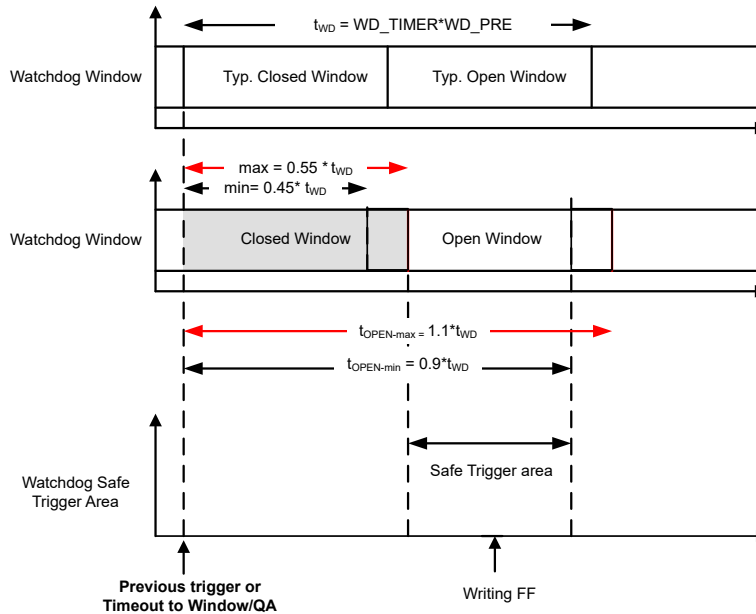 t_WD = WD_TIMER*WD_PRE
Watchdog Window
Typ. Closed Window
Typ. Open Window
max = 0.55 * t_WD
min= 0.45* t_WD
Watchdog Window
Closed Window
Open Window
t_OPEN-max = 1.1*t_WD
t_OPEN-min = 0.9*t_WD
Watchdog Safe
Trigger Area
Safe Trigger area
Previous trigger or
Timeout to Window/QA
Writing FF